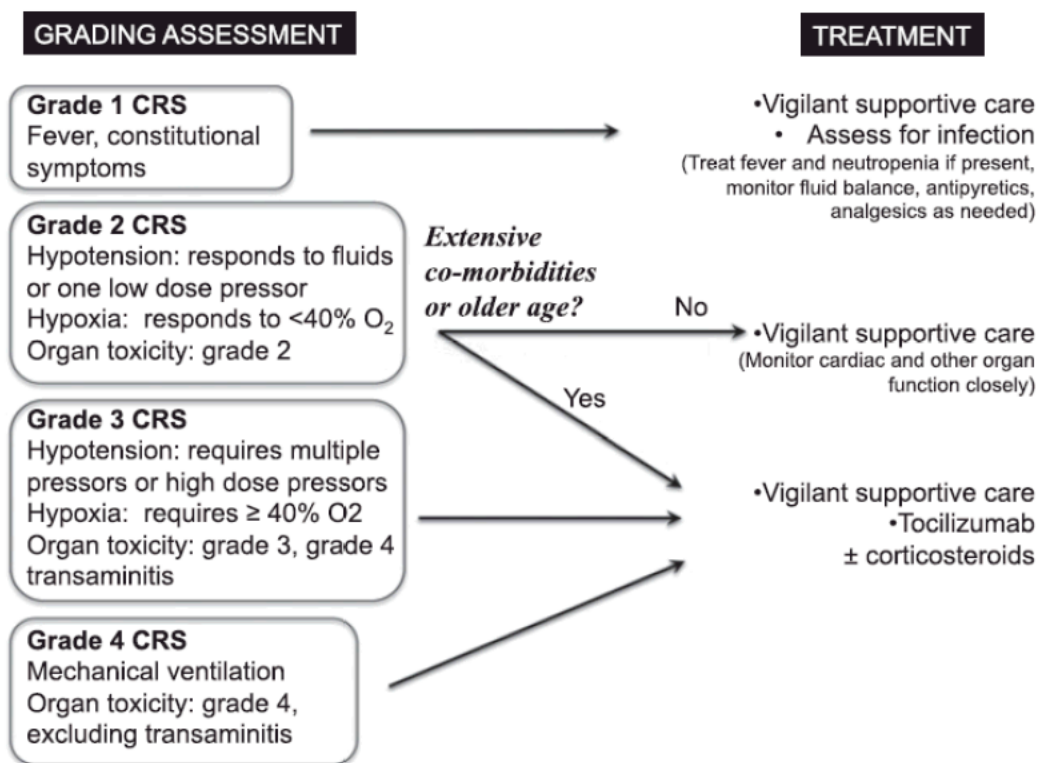 GRADING ASSESSMENT
TREATMENT
Grade 1 CRS
Fever, constitutional
symptoms
•Vigilant supportive care
• Assess for infection
(Treat fever and neutropenia if present,
monitor fluid balance, antipyretics,
analgesics as needed)
Grade 2 CRS
Hypotension: responds to fluids
or one low dose pressor
Hypoxia: responds to <40% O₂
Organ toxicity: grade 2
Extensive
co-morbidities
or older age?
No
Yes
•Vigilant supportive care
(Monitor cardiac and other organ
function closely)
Grade 3 CRS
Hypotension: requires multiple
pressors or high dose pressors
Hypoxia: requires ≥ 40% O2
Organ toxicity: grade 3, grade 4
transaminitis
•Vigilant supportive care
•Tocilizumab
± corticosteroids
Grade 4 CRS
Mechanical ventilation
Organ toxicity: grade 4,
excluding transaminitis